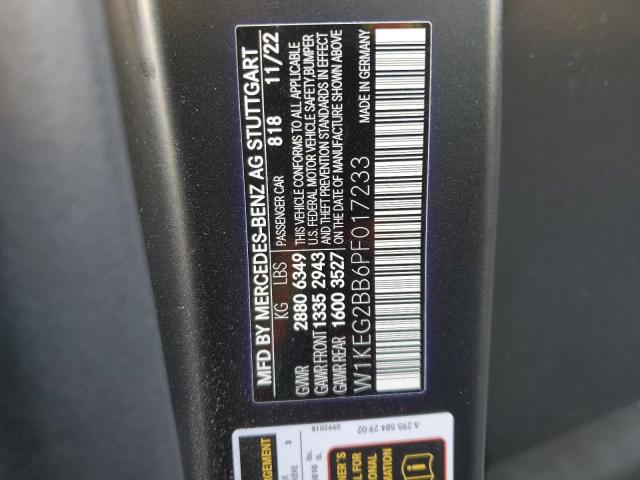 MFD BY MERCEDES-BENZ AG STUTTGART
818 11/22
PASSENGER CAR
KG LBS
GVWR 2880 6349
GAWR FRONT 1335 2943
GAWR REAR 1600 3527
THIS VEHICLE CONFORMS TO ALL APPLICABLE
U.S. FEDERAL MOTOR VEHICLE SAFETY,BUMPER
AND THEFT PREVENTION STANDARDS IN EFFECT
ON THE DATE OF MANUFACTURE SHOWN ABOVE
W1KEG2BB6PF017233
MADE IN GERMANY
A 295 584 29 02
0992018